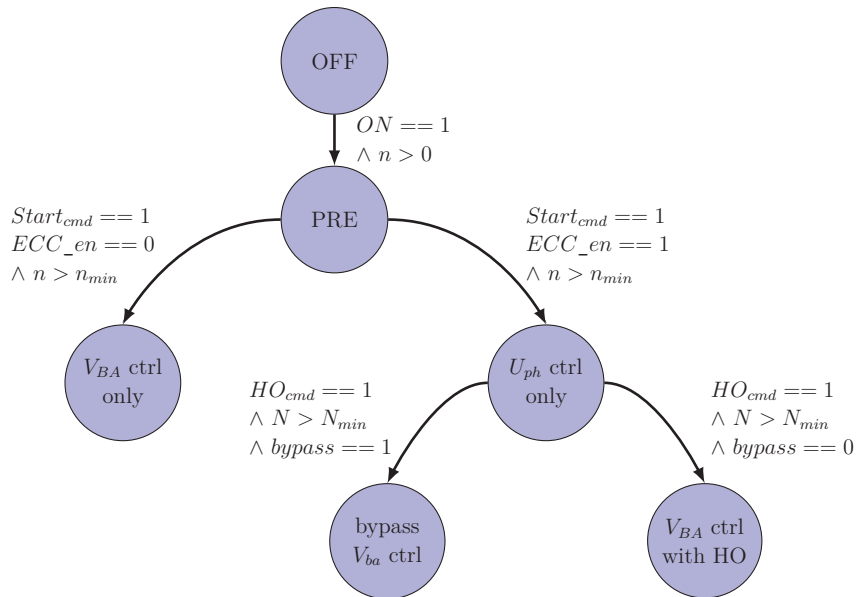 OFF
ON == 1
∧ n > 0
PRE
Start_cmd == 1
ECC_en == 0
∧ n > n_min
Start_cmd == 1
ECC_en == 1
∧ n > n_min
V_BA ctrl
only
U_ph ctrl
only
HO_cmd == 1
∧ N > N_min
∧ bypass == 1
HO_cmd == 1
∧ N > N_min
∧ bypass == 0
bypass
V_ba ctrl
V_BA ctrl
with HO